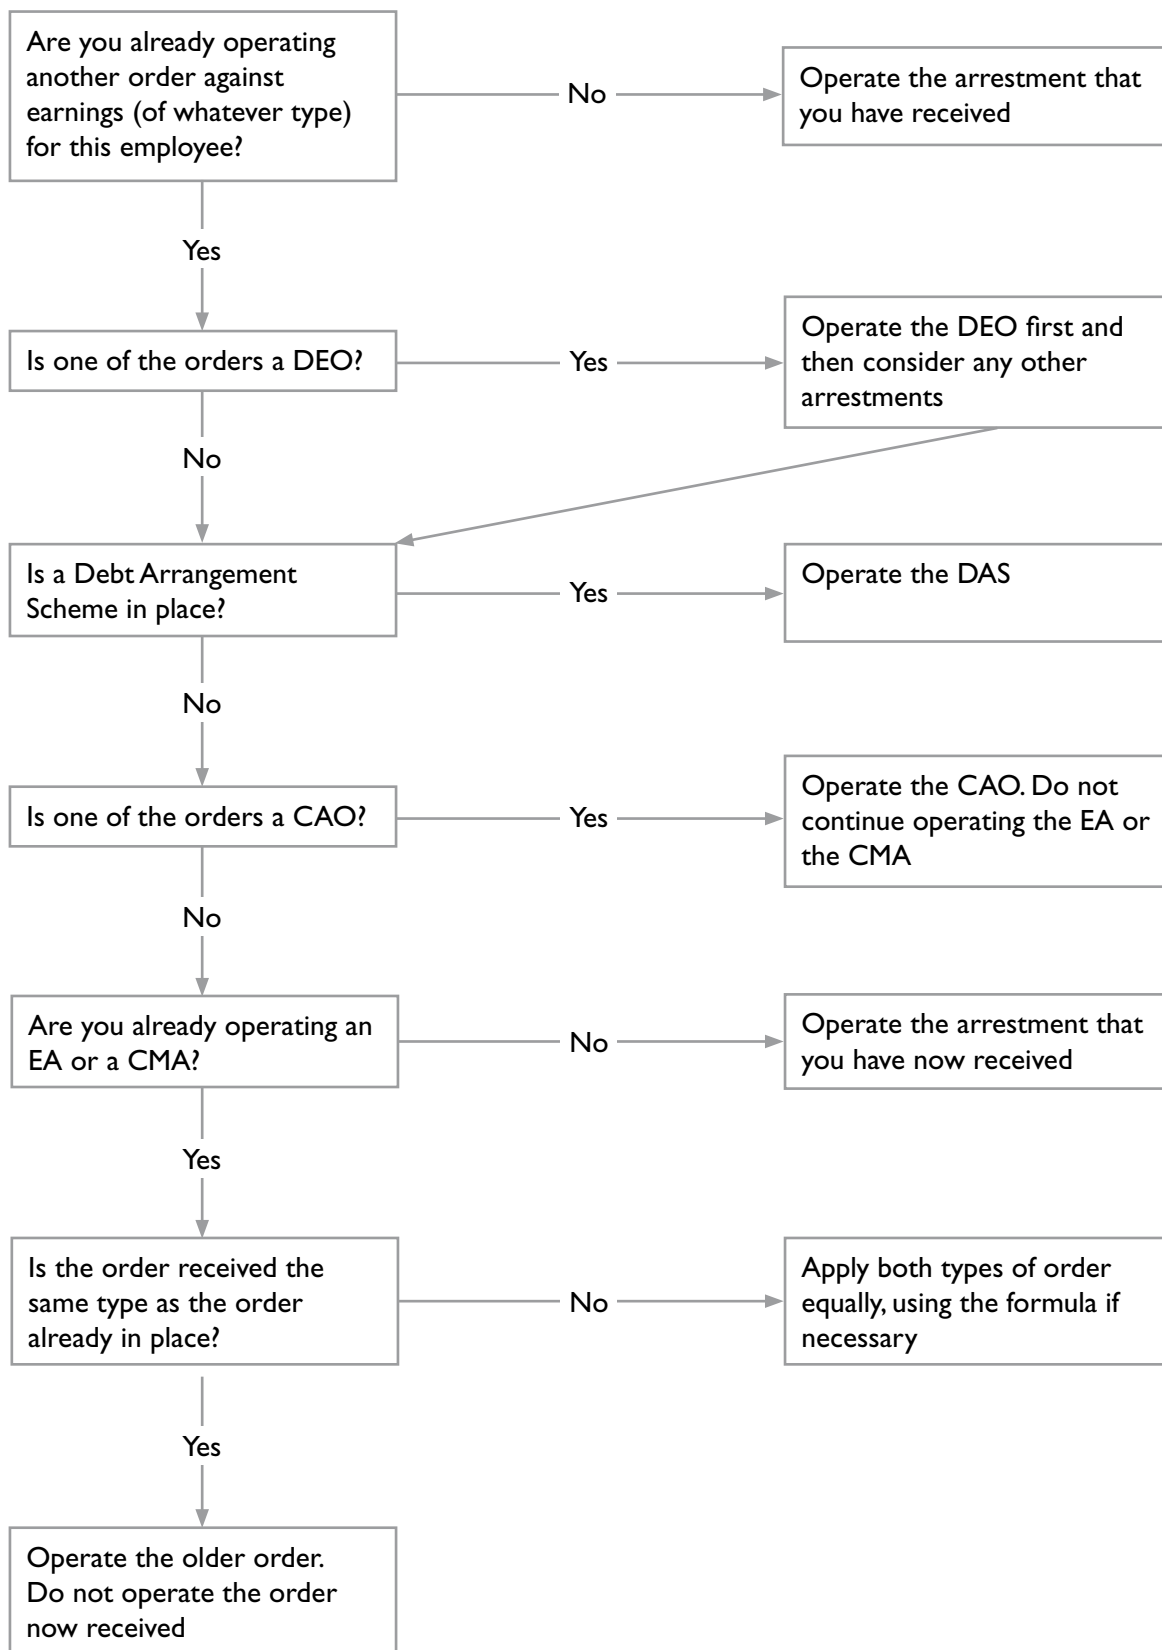 Are you already operating
another order against
earnings (of whatever type)
for this employee?
No
Operate the arrestment that
you have received
Yes
Is one of the orders a DEO?
Yes
Operate the DEO first and
then consider any other
arrestments
No
Is a Debt Arrangement
Scheme in place?
Yes
Operate the DAS
No
Is one of the orders a CAO?
Yes
Operate the CAO. Do not
continue operating the EA or
the CMA
No
Are you already operating an
EA or a CMA?
No
Operate the arrestment that
you have now received
Yes
Is the order received the
same type as the order
already in place?
No
Apply both types of order
equally, using the formula if
necessary
Yes
Operate the older order.
Do not operate the order
now received